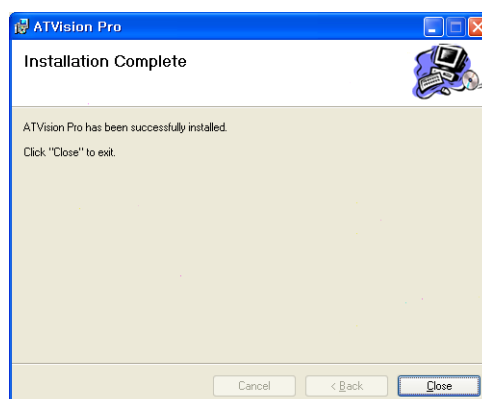 ATVision Pro
Installation Complete
ATVision Pro has been successfully installed.
Click "Close" to exit.
Cancel
< Back
Close